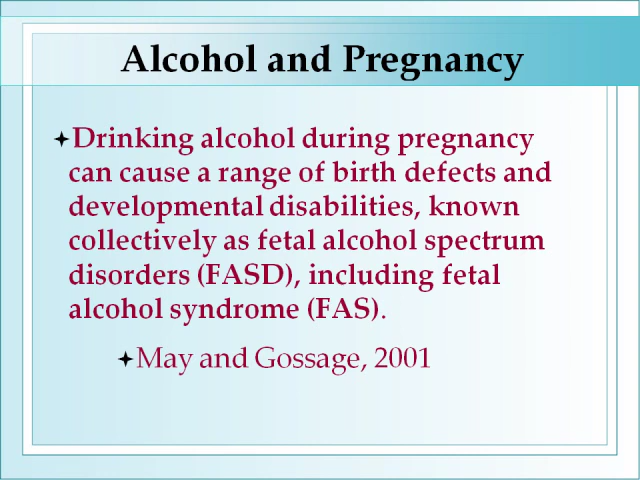 Alcohol and Pregnancy
✦Drinking alcohol during pregnancy
can cause a range of birth defects and
developmental disabilities, known
collectively as fetal alcohol spectrum
disorders (FASD), including fetal
alcohol syndrome (FAS).
✦May and Gossage, 2001